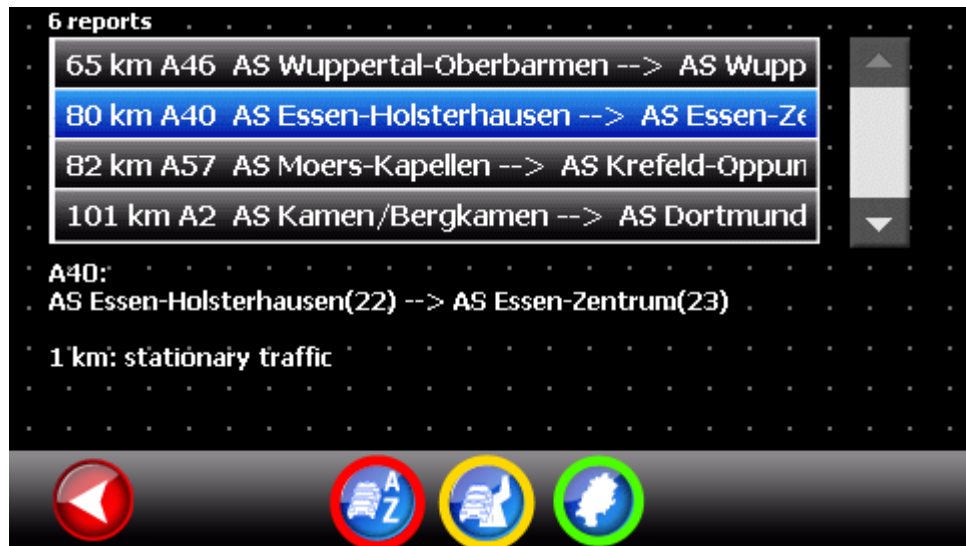 6 reports
65 km A46 AS Wuppertal-Oberbarmen --> AS Wupp
80 km A40 AS Essen-Holsterhausen --> AS Essen-Ze
82 km A57 AS Moers-Kapellen --> AS Krefeld-Oppun
101 km A2 AS Kamen/Bergkamen --> AS Dortmund
A40:
AS Essen-Holsterhausen(22) --> AS Essen-Zentrum(23)
1 km: stationary traffic
A
Z